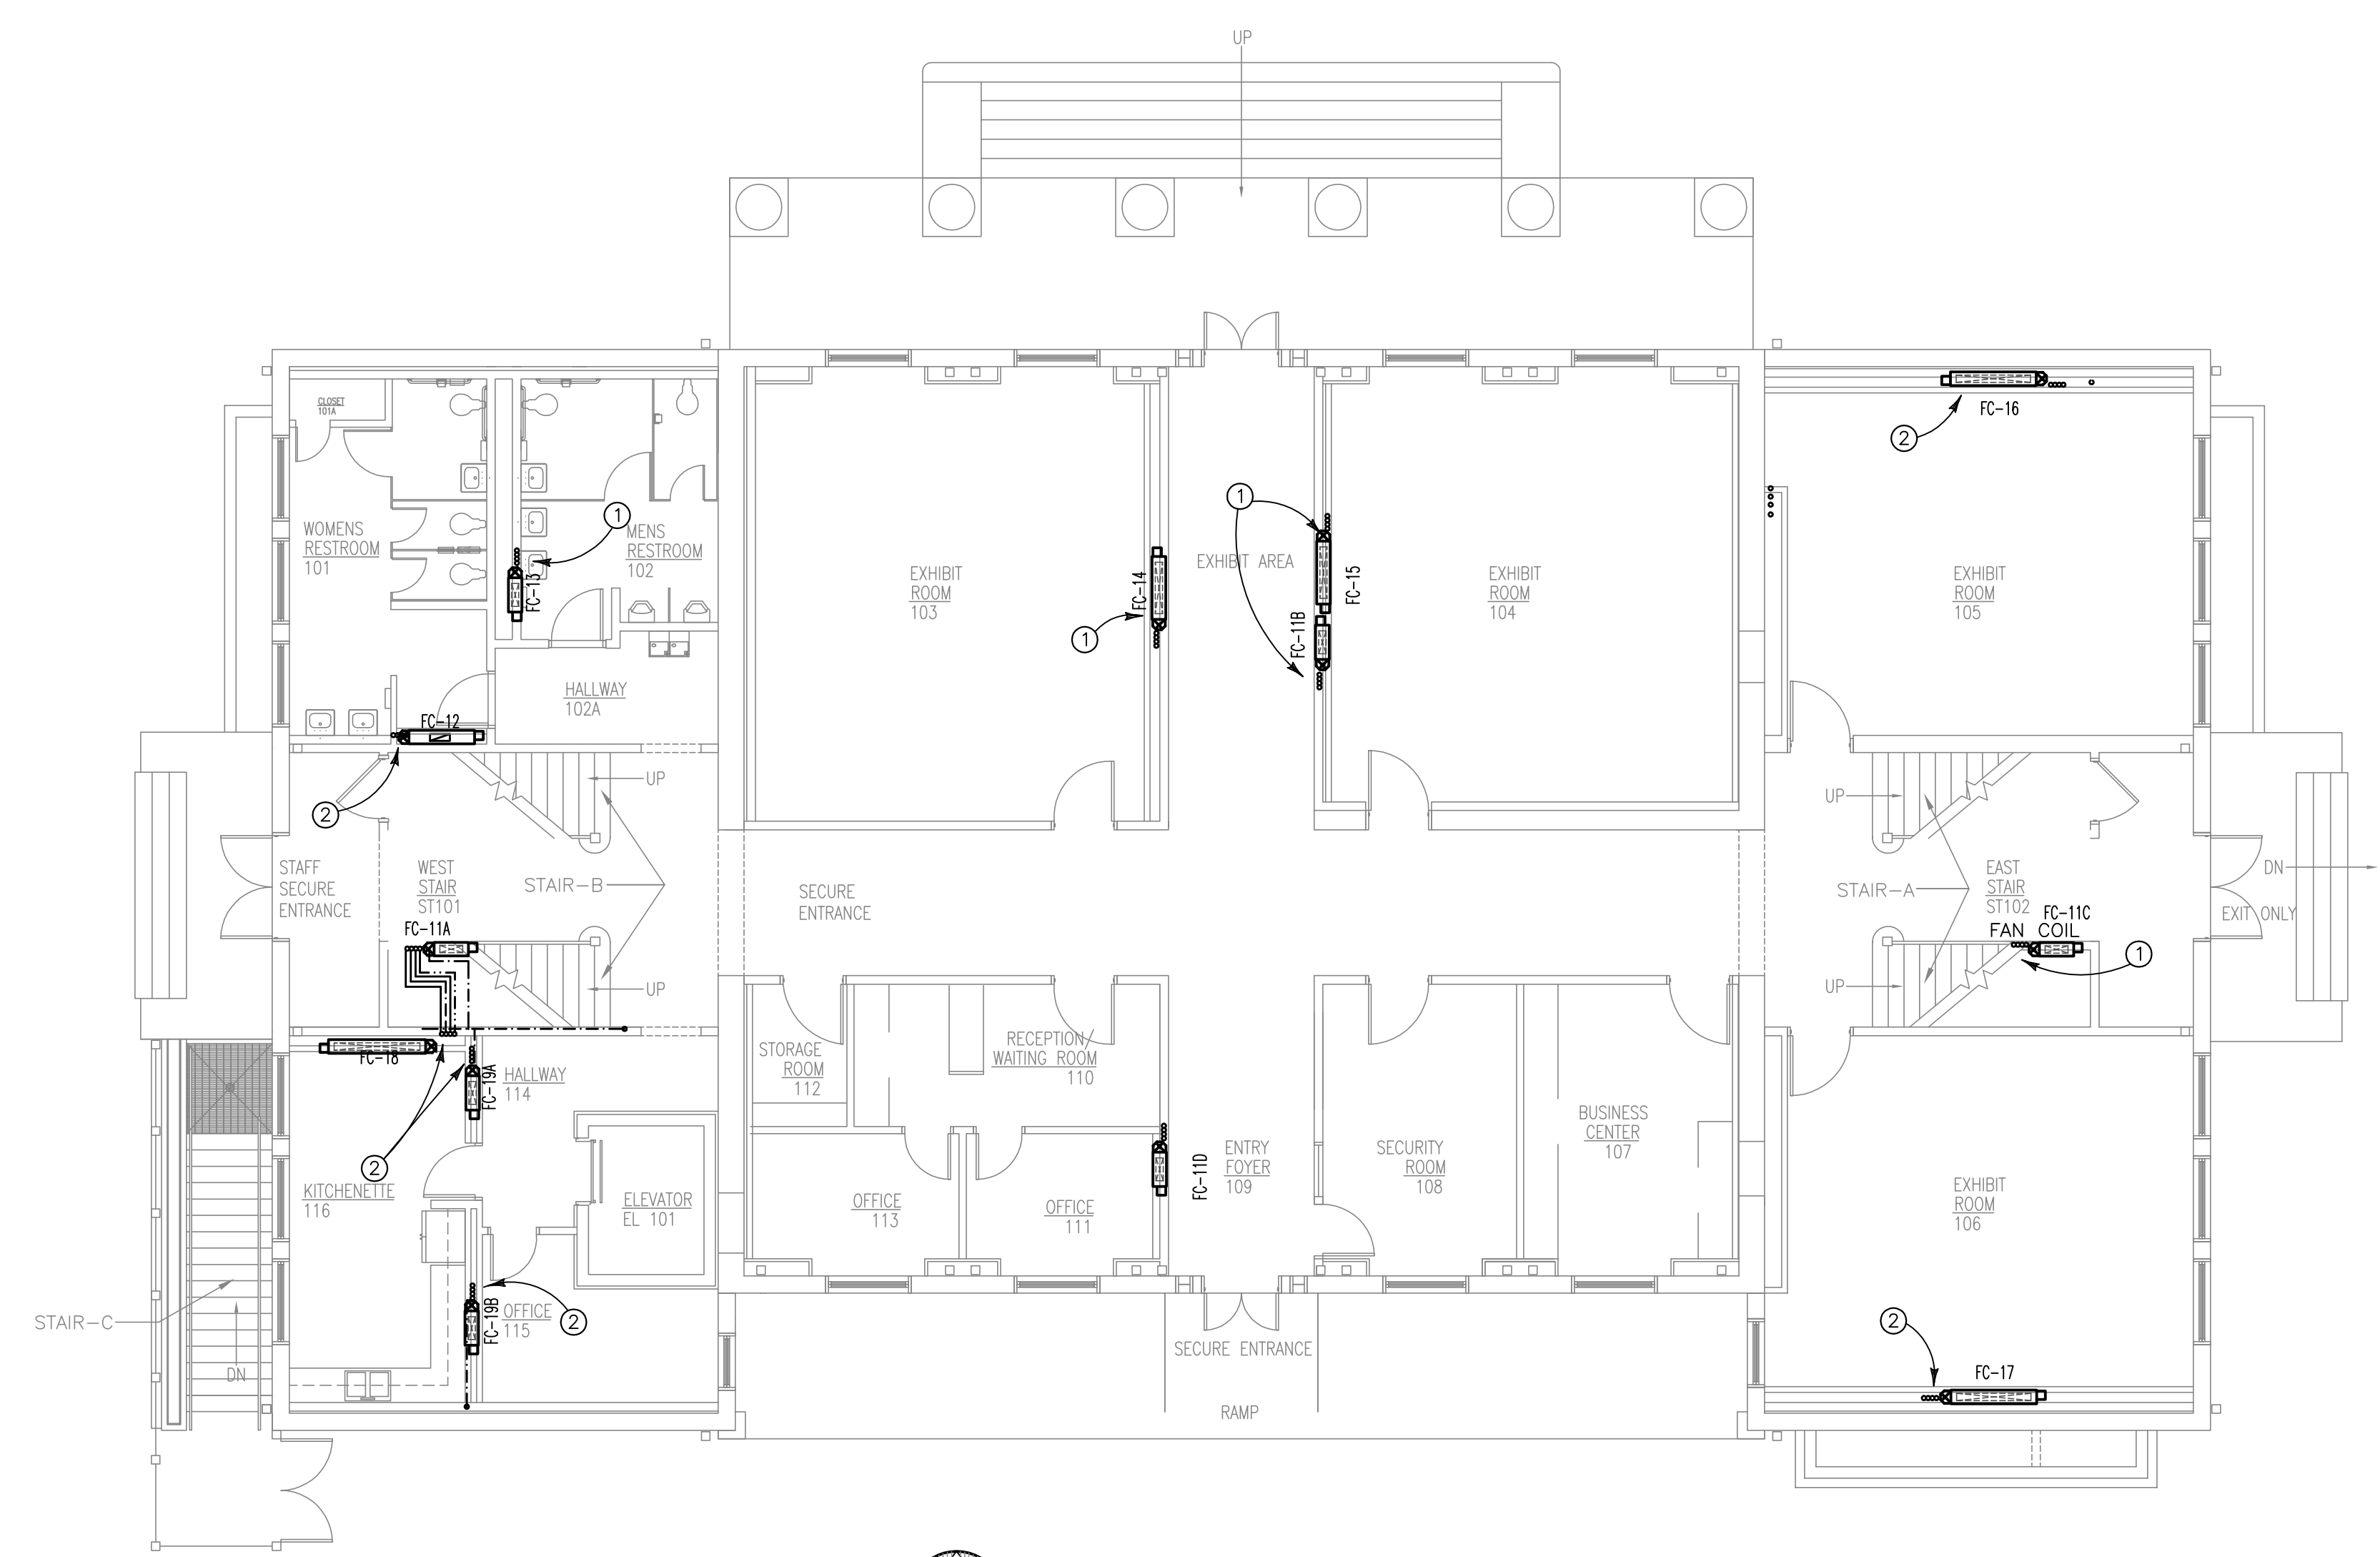 UP
CLOSET
101A
FC-16
2
WOMENS
RESTROOM
101
1
MENS
RESTROOM
102
FC-13
EXHIBIT
ROOM
103
FC-14
1
1
EXHIBIT AREA
FC-15
FC-11B
EXHIBIT
ROOM
104
EXHIBIT
ROOM
105
HALLWAY
102A
FC-12
2
UP
UP
STAFF
SECURE
ENTRANCE
WEST
STAIR
ST101
STAIR-B
SECURE
ENTRANCE
STAIR-A
EAST
STAIR
ST102
DN
EXIT ONLY
FC-11A
FC-11C
FAN COIL
1
UP
UP
FC-18
FC-19A
HALLWAY
114
STORAGE
ROOM
112
RECEPTION/
WAITING ROOM
110
BUSINESS
CENTER
107
2
KITCHENETTE
116
ELEVATOR
EL 101
OFFICE
113
OFFICE
111
FC-11D
ENTRY
FOYER
109
SECURITY
ROOM
108
EXHIBIT
ROOM
106
STAIR-C
DN
FC-19B
OFFICE
115
2
SECURE ENTRANCE
RAMP
2
FC-17